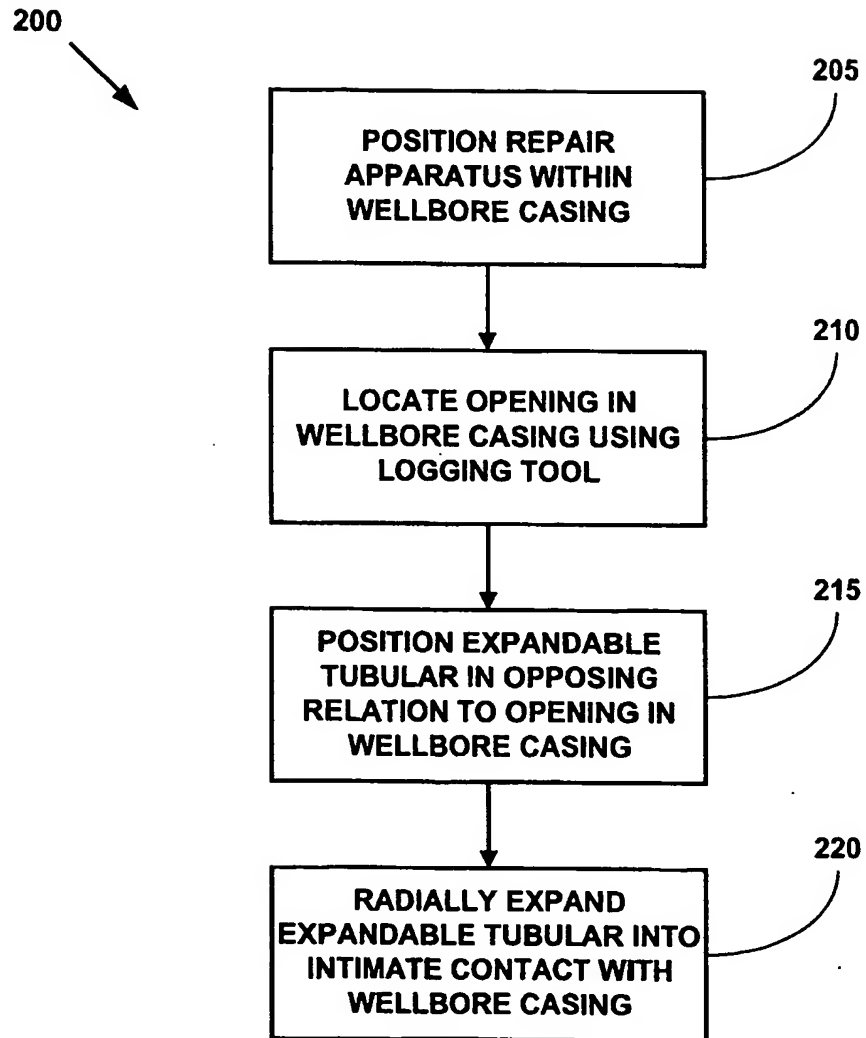 200
205
POSITION REPAIR
APPARATUS WITHIN
WELLBORE CASING
210
LOCATE OPENING IN
WELLBORE CASING USING
LOGGING TOOL
215
POSITION EXPANDABLE
TUBULAR IN OPPOSING
RELATION TO OPENING IN
WELLBORE CASING
220
RADIALLY EXPAND
EXPANDABLE TUBULAR INTO
INTIMATE CONTACT WITH
WELLBORE CASING